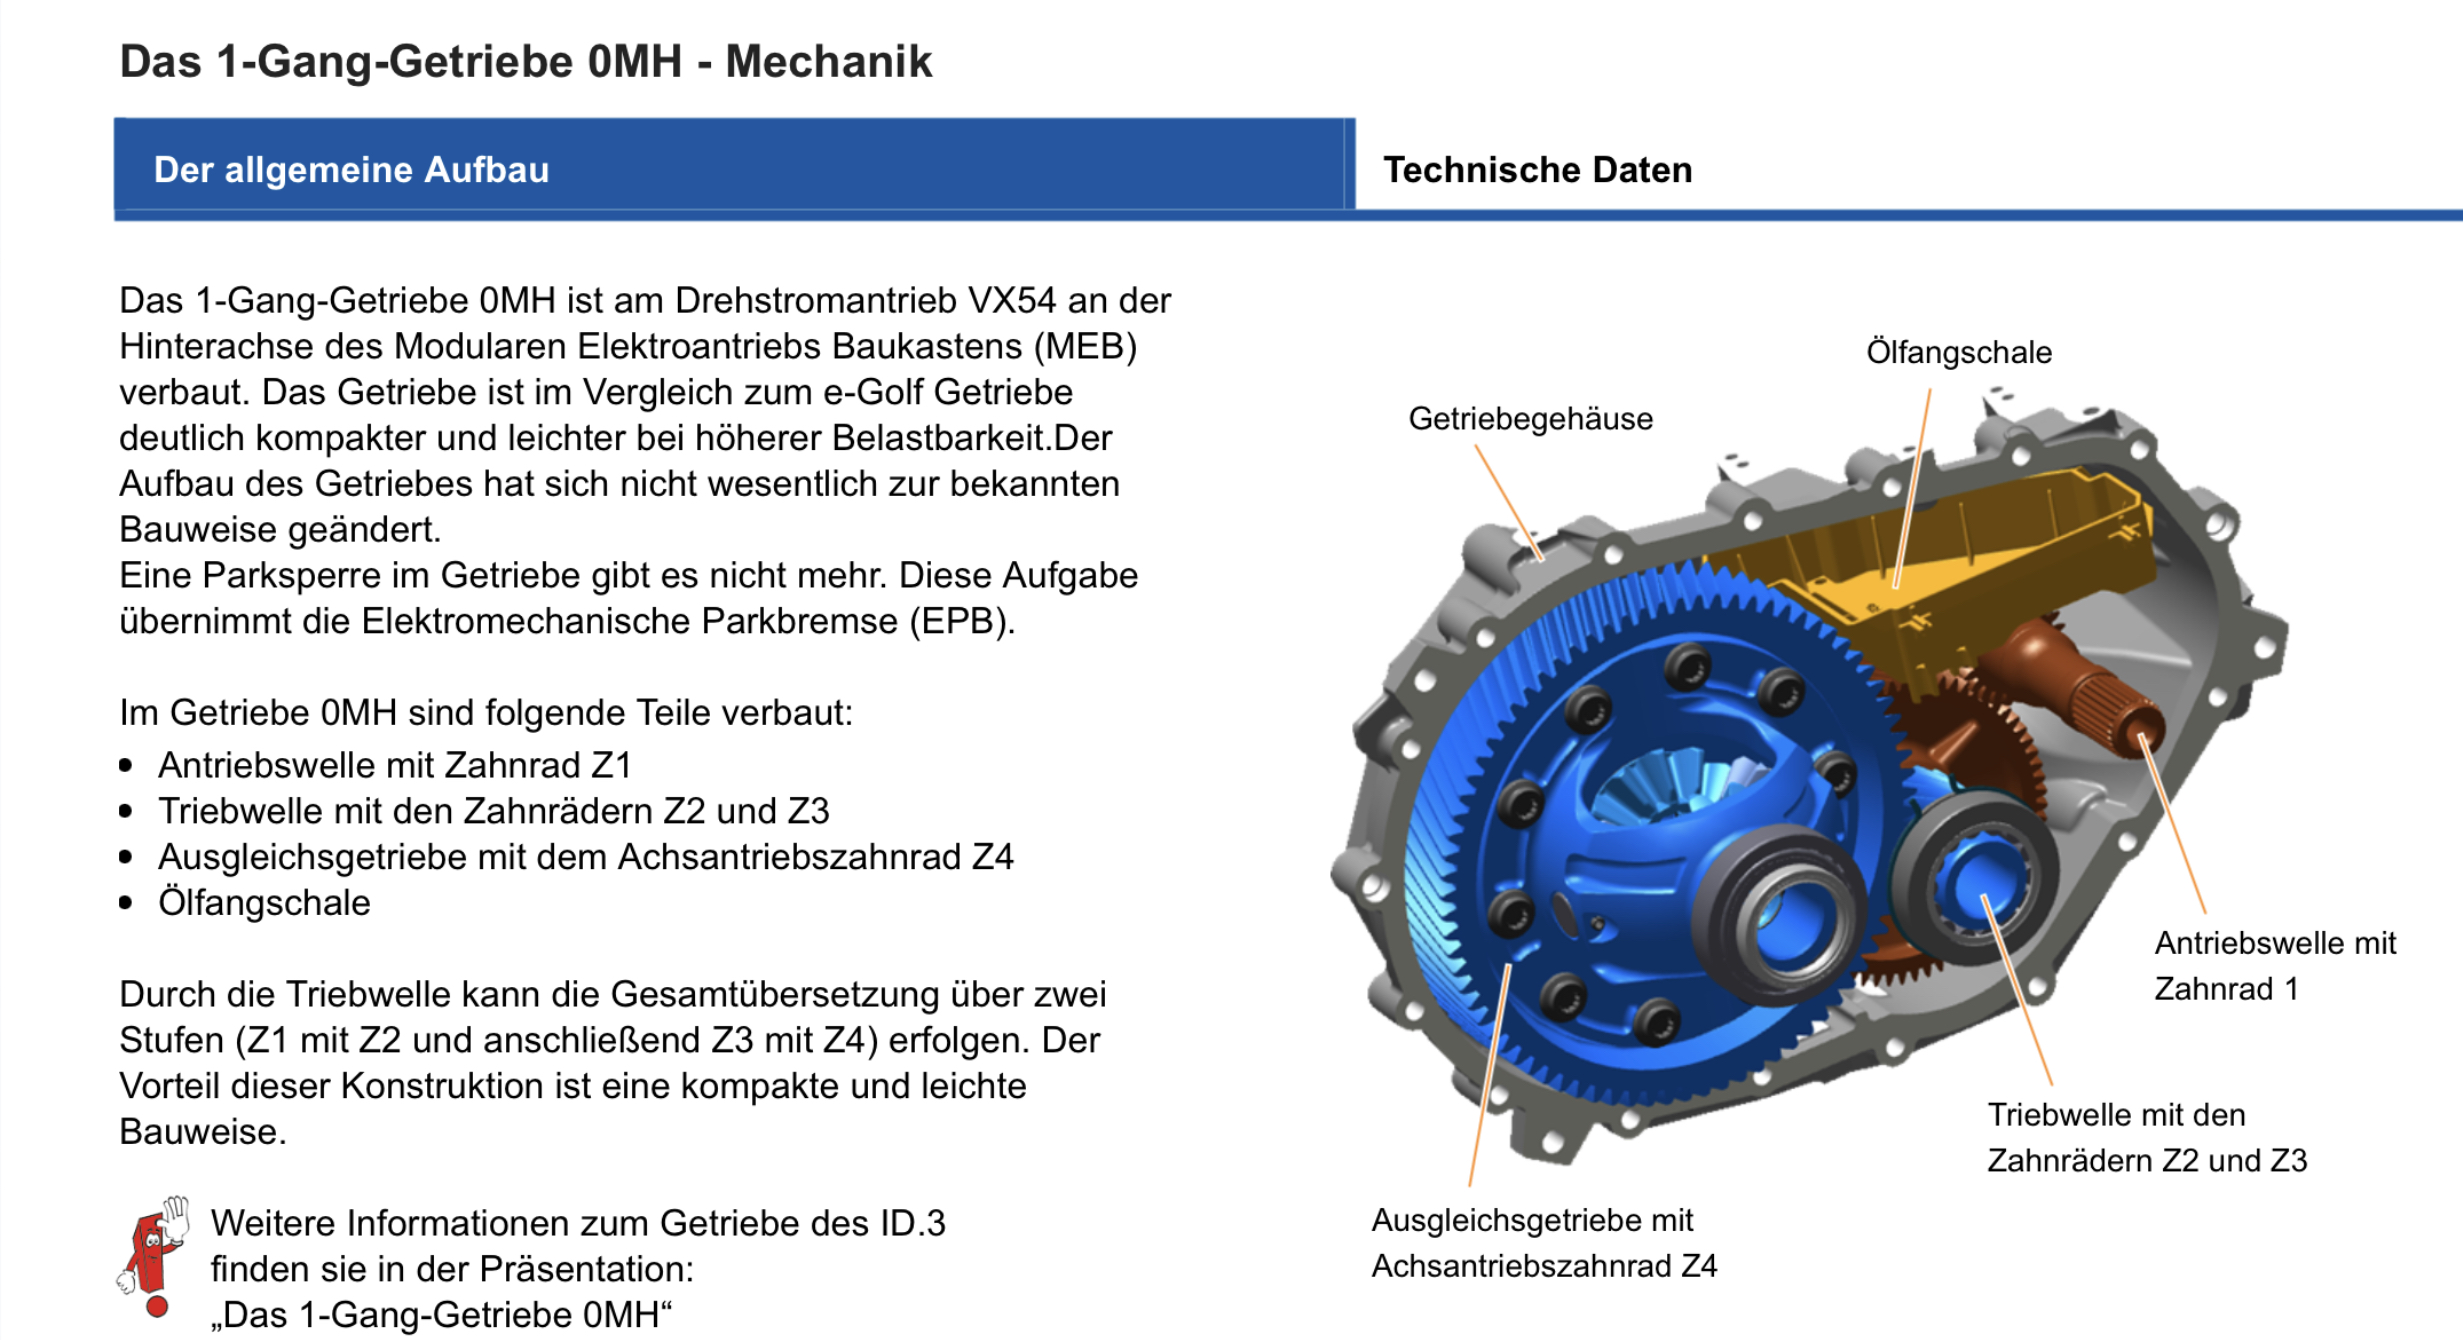 Das 1-Gang-Getriebe 0MH - Mechanik
Der allgemeine Aufbau
Technische Daten
Das 1-Gang-Getriebe 0MH ist am Drehstromantrieb VX54 an der
Hinterachse des Modularen Elektroantriebs Baukastens (MEB)
verbaut. Das Getriebe ist im Vergleich zum e-Golf Getriebe
deutlich kompakter und leichter bei höherer Belastbarkeit.Der
Aufbau des Getriebes hat sich nicht wesentlich zur bekannten
Bauweise geändert.
Eine Parksperre im Getriebe gibt es nicht mehr. Diese Aufgabe
übernimmt die Elektromechanische Parkbremse (EPB).
Im Getriebe 0MH sind folgende Teile verbaut:
• Antriebswelle mit Zahnrad Z1
• Triebwelle mit den Zahnrädern Z2 und Z3
• Ausgleichsgetriebe mit dem Achsantriebszahnrad Z4
• Ölfangschale
Durch die Triebwelle kann die Gesamtübersetzung über zwei
Stufen (Z1 mit Z2 und anschließend Z3 mit Z4) erfolgen. Der
Vorteil dieser Konstruktion ist eine kompakte und leichte
Bauweise.
Weitere Informationen zum Getriebe des ID.3
finden sie in der Präsentation:
„Das 1-Gang-Getriebe 0MH“
Ölfangschale
Getriebegehäuse
Antriebswelle mit
Zahnrad 1
Triebwelle mit den
Zahnrädern Z2 und Z3
Ausgleichsgetriebe mit
Achsantriebszahnrad Z4